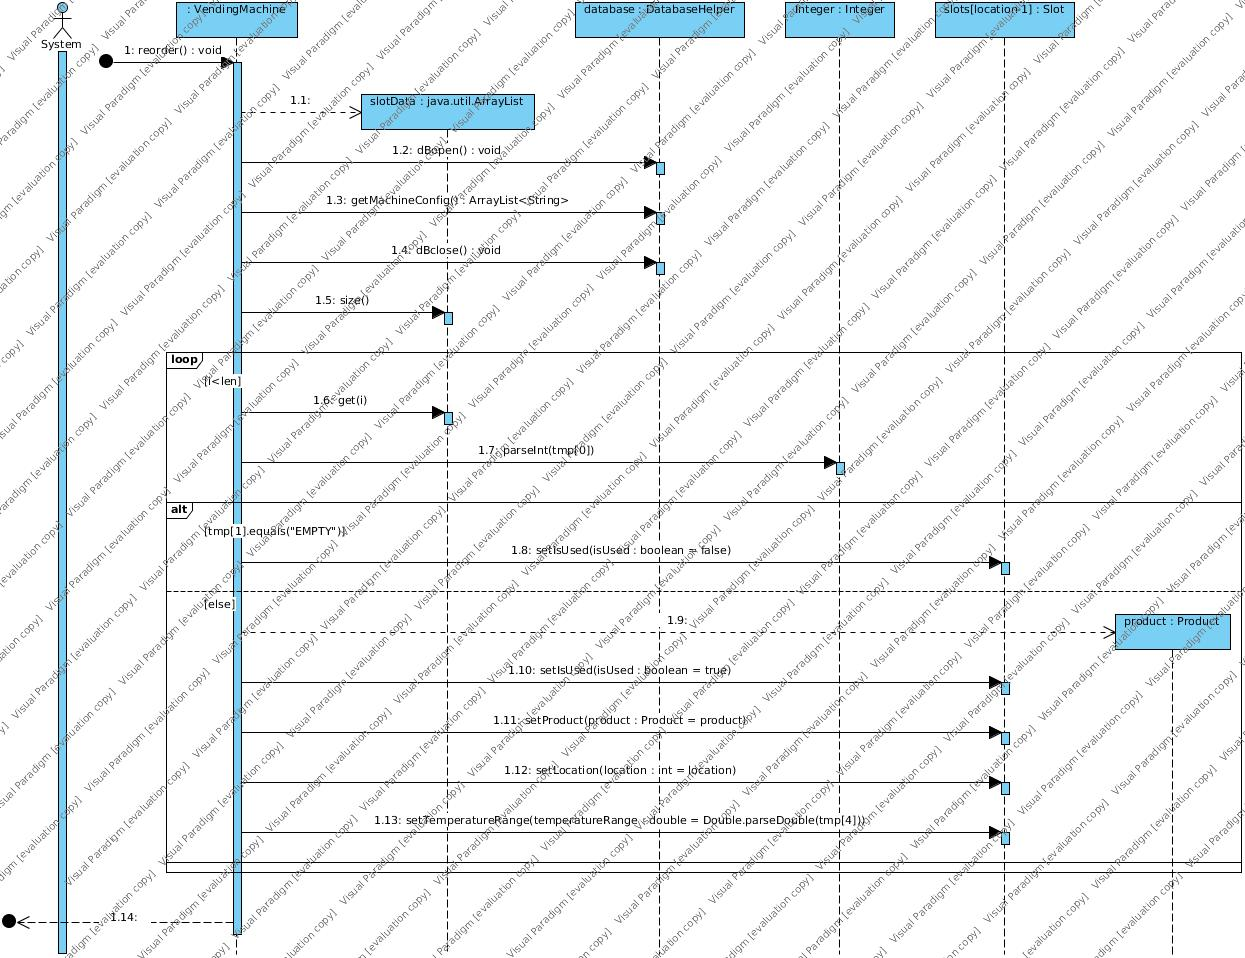 : VendingMachine
database : DatabaseHelper
Integer : Integer
slots[location-1] : Slot
System
1: reorder() : void
1.1:
slotData : java.util.ArrayList
1.2: dBopen() : void
1.3: getMachineConfig() : ArrayList<String>
1.4: dBclose() : void
1.5: size()
loop
[i<len]
1.6: get(i)
1.7: parseInt(tmp[0])
alt
[tmp[1].equals("EMPTY")]
1.8: setIsUsed(isUsed : boolean = false)
[else]
1.9:
product : Product
1.10: setIsUsed(isUsed : boolean = true)
1.11: setProduct(product : Product = product)
1.12: setLocation(location : int = location)
1.13: setTemperatureRange(temperatureRange : double = Double.parseDouble(tmp[4]))
1.14:
Visual Paradigm [evaluation copy]